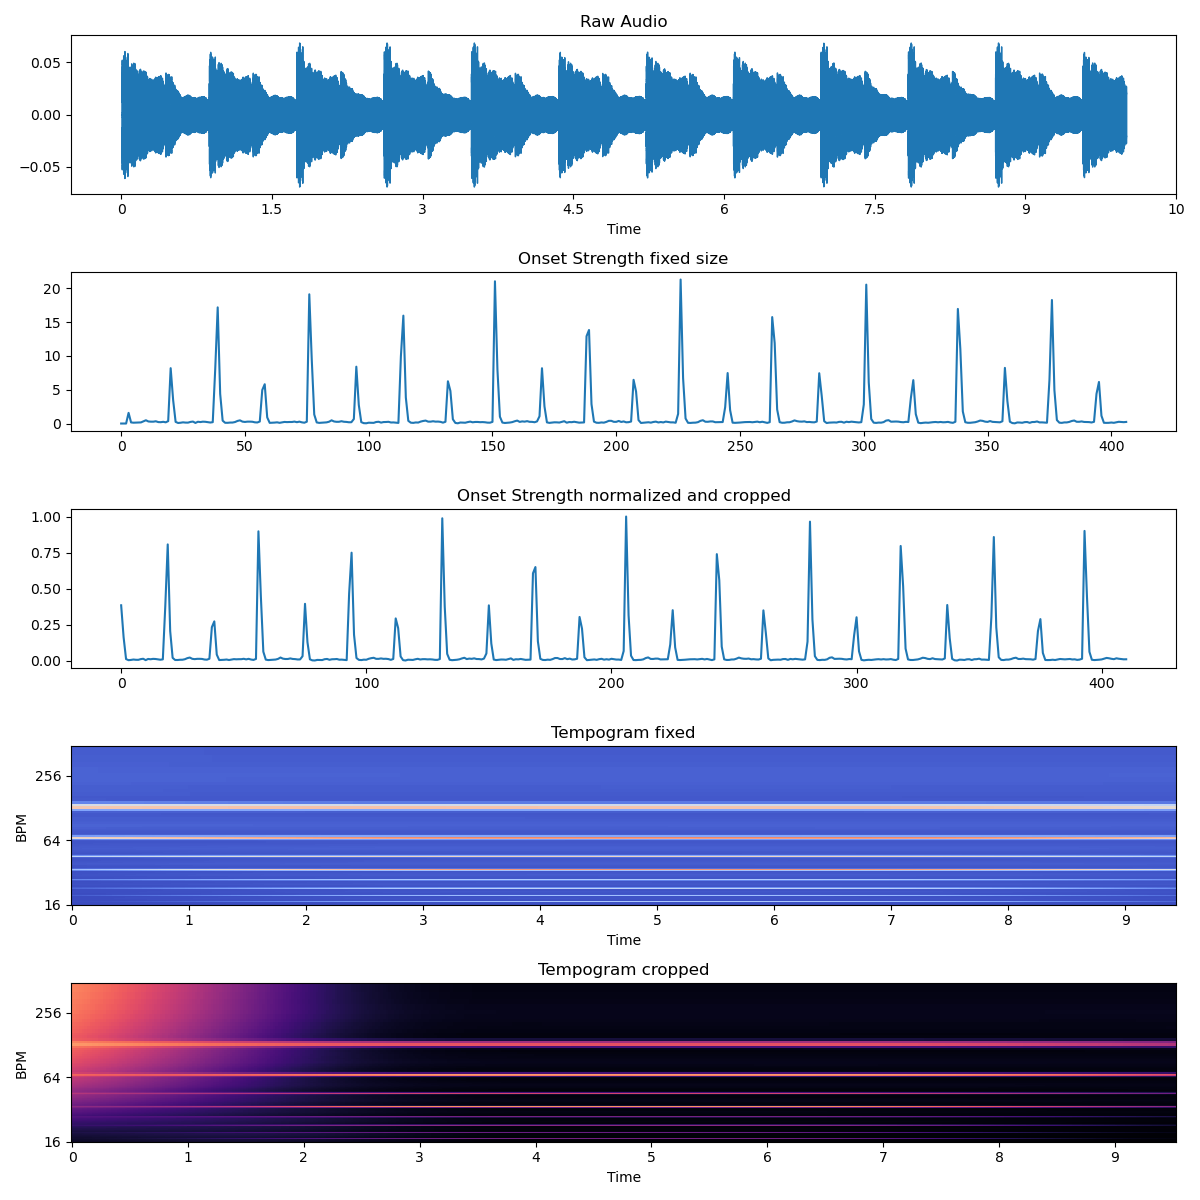 Raw Audio
0.05
0.00
−0.05
0 1.5 3 4.5 6 7.5 9 10
Time
Onset Strength fixed size
20
15
10
5
0
0 50 100 150 200 250 300 350 400
Onset Strength normalized and cropped
1.00
0.75
0.50
0.25
0.00
0 100 200 300 400
Tempogram fixed
256
64
16
BPM
0 1 2 3 4 5 6 7 8 9
Time
Tempogram cropped
256
64
16
BPM
0 1 2 3 4 5 6 7 8 9
Time